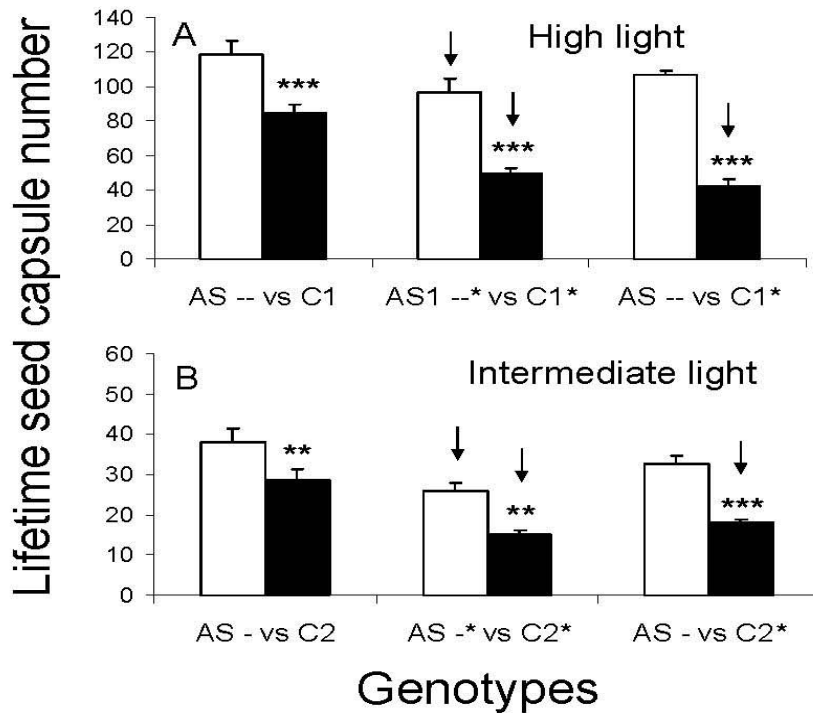 Lifetime seed capsule number
A
High light
140
120
100
80
60
40
20
0
***
***
***
AS -- vs C1
AS1 --* vs C1*
AS -- vs C1*
B
Intermediate light
60
50
40
30
20
10
0
**
**
***
AS - vs C2
AS -* vs C2*
AS - vs C2*
Genotypes